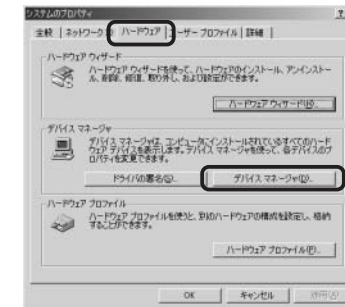 システムのプロパティ
全般 ネットワーク ID ハードウェア ユーザー プロファイル 詳細
ハードウェア ウィザード
ハードウェア ウィザードを使って、ハードウェアのインストール、アンインストー
ル、削除、修復、取り外し、および設定ができます。
ハードウェア ウィザード(H)...
デバイス マネージャ
デバイス マネージャは、コンピュータにインストールされているすべてのハード
ウェア デバイスを表示します。デバイス マネージャを使って、各デバイスのプ
ロパティを変更できます。
ドライバの署名(S)...
デバイス マネージャ(D)...
ハードウェア プロファイル
ハードウェア プロファイルを使うと、別のハードウェアの構成を設定し、格納
することができます。
ハードウェア プロファイル(P)...
OK キャンセル 適用(A)